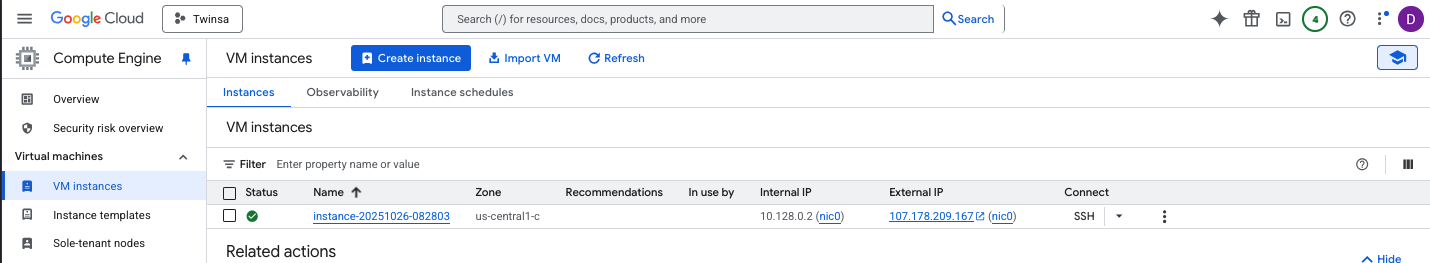 Google Cloud Twinsa Search (/) for resources, docs, products, and more Search 4 D
Compute Engine VM instances Create instance Import VM Refresh
Instances Observability Instance schedules
Overview
Security risk overview
Virtual machines
VM instances
Instance templates
Sole-tenant nodes
VM instances
Filter Enter property name or value
Status Name Zone Recommendations In use by Internal IP External IP Connect
instance-20251026-082803 us-central1-c 10.128.0.2 (nic0) 107.178.209.167 (nic0) SSH
Related actions
Hide